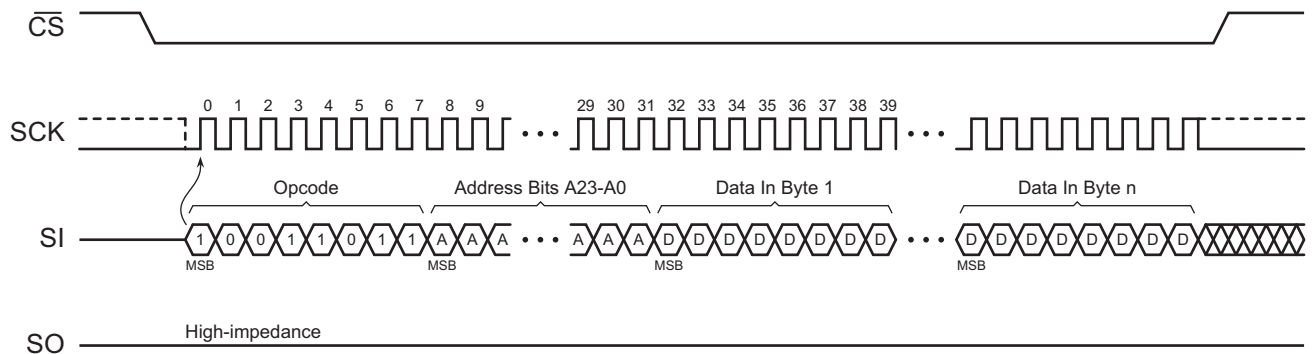 CS
0 1 2 3 4 5 6 7 8 9 29 30 31 32 33 34 35 36 37 38 39
SCK • • • • • •
Opcode Address Bits A23-A0 Data In Byte 1 Data In Byte n
SI 1 0 0 1 1 0 1 1 A A A • • • A A A D D D D D D D D • • • D D D D D D D D
MSB MSB MSB MSB
High-impedance
SO